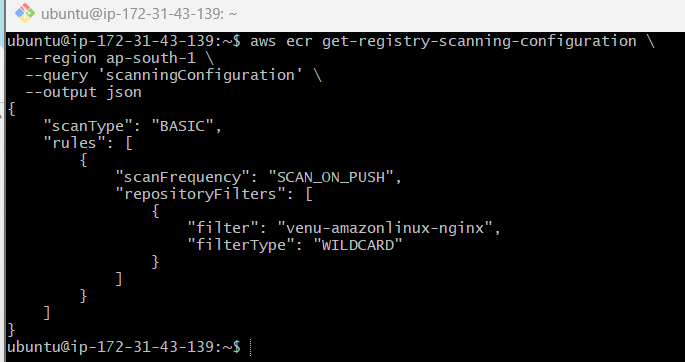 ubuntu@ip-172-31-43-139: ~
ubuntu@ip-172-31-43-139:~$ aws ecr get-registry-scanning-configuration \
  --region ap-south-1 \
  --query 'scanningConfiguration' \
  --output json
{
    "scanType": "BASIC",
    "rules": [
        {
            "scanFrequency": "SCAN_ON_PUSH",
            "repositoryFilters": [
                {
                    "filter": "venu-amazonlinux-nginx",
                    "filterType": "WILDCARD"
                }
            ]
        }
    ]
}
ubuntu@ip-172-31-43-139:~$